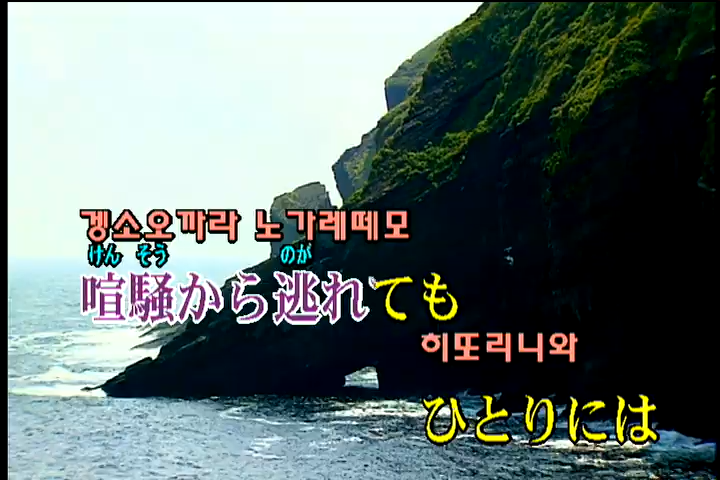 겡소오까라 노가레떼모
けん そう のが
喧騒から逃れても
히또리니와
ひとりには